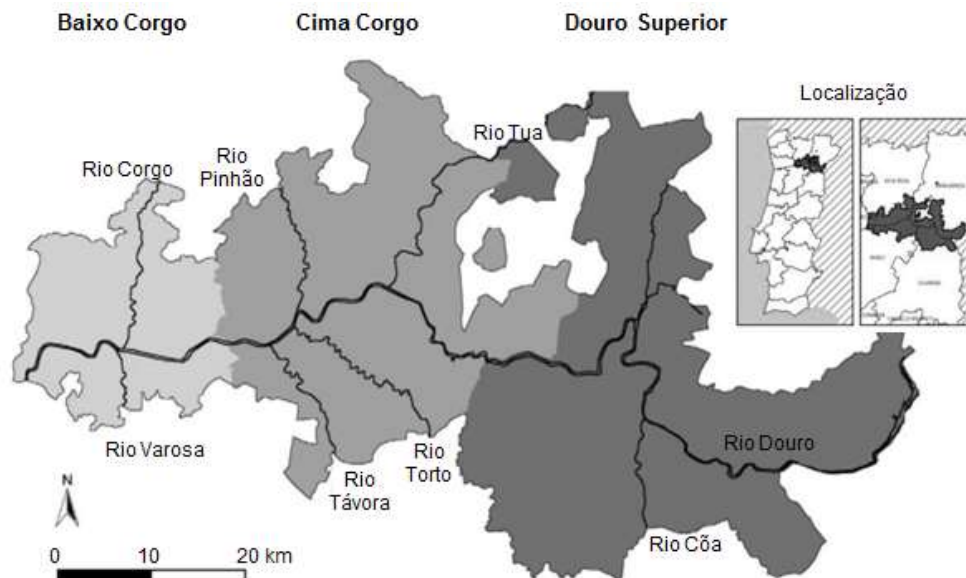 Baixo Corgo
Cima Corgo
Douro Superior
Localização
Rio Tua
Rio Corgo
Rio
Pinhão
Rio Douro
Rio Varosa
Rio
Torto
Rio
Távora
Rio Cõa
N
0 10 20 km